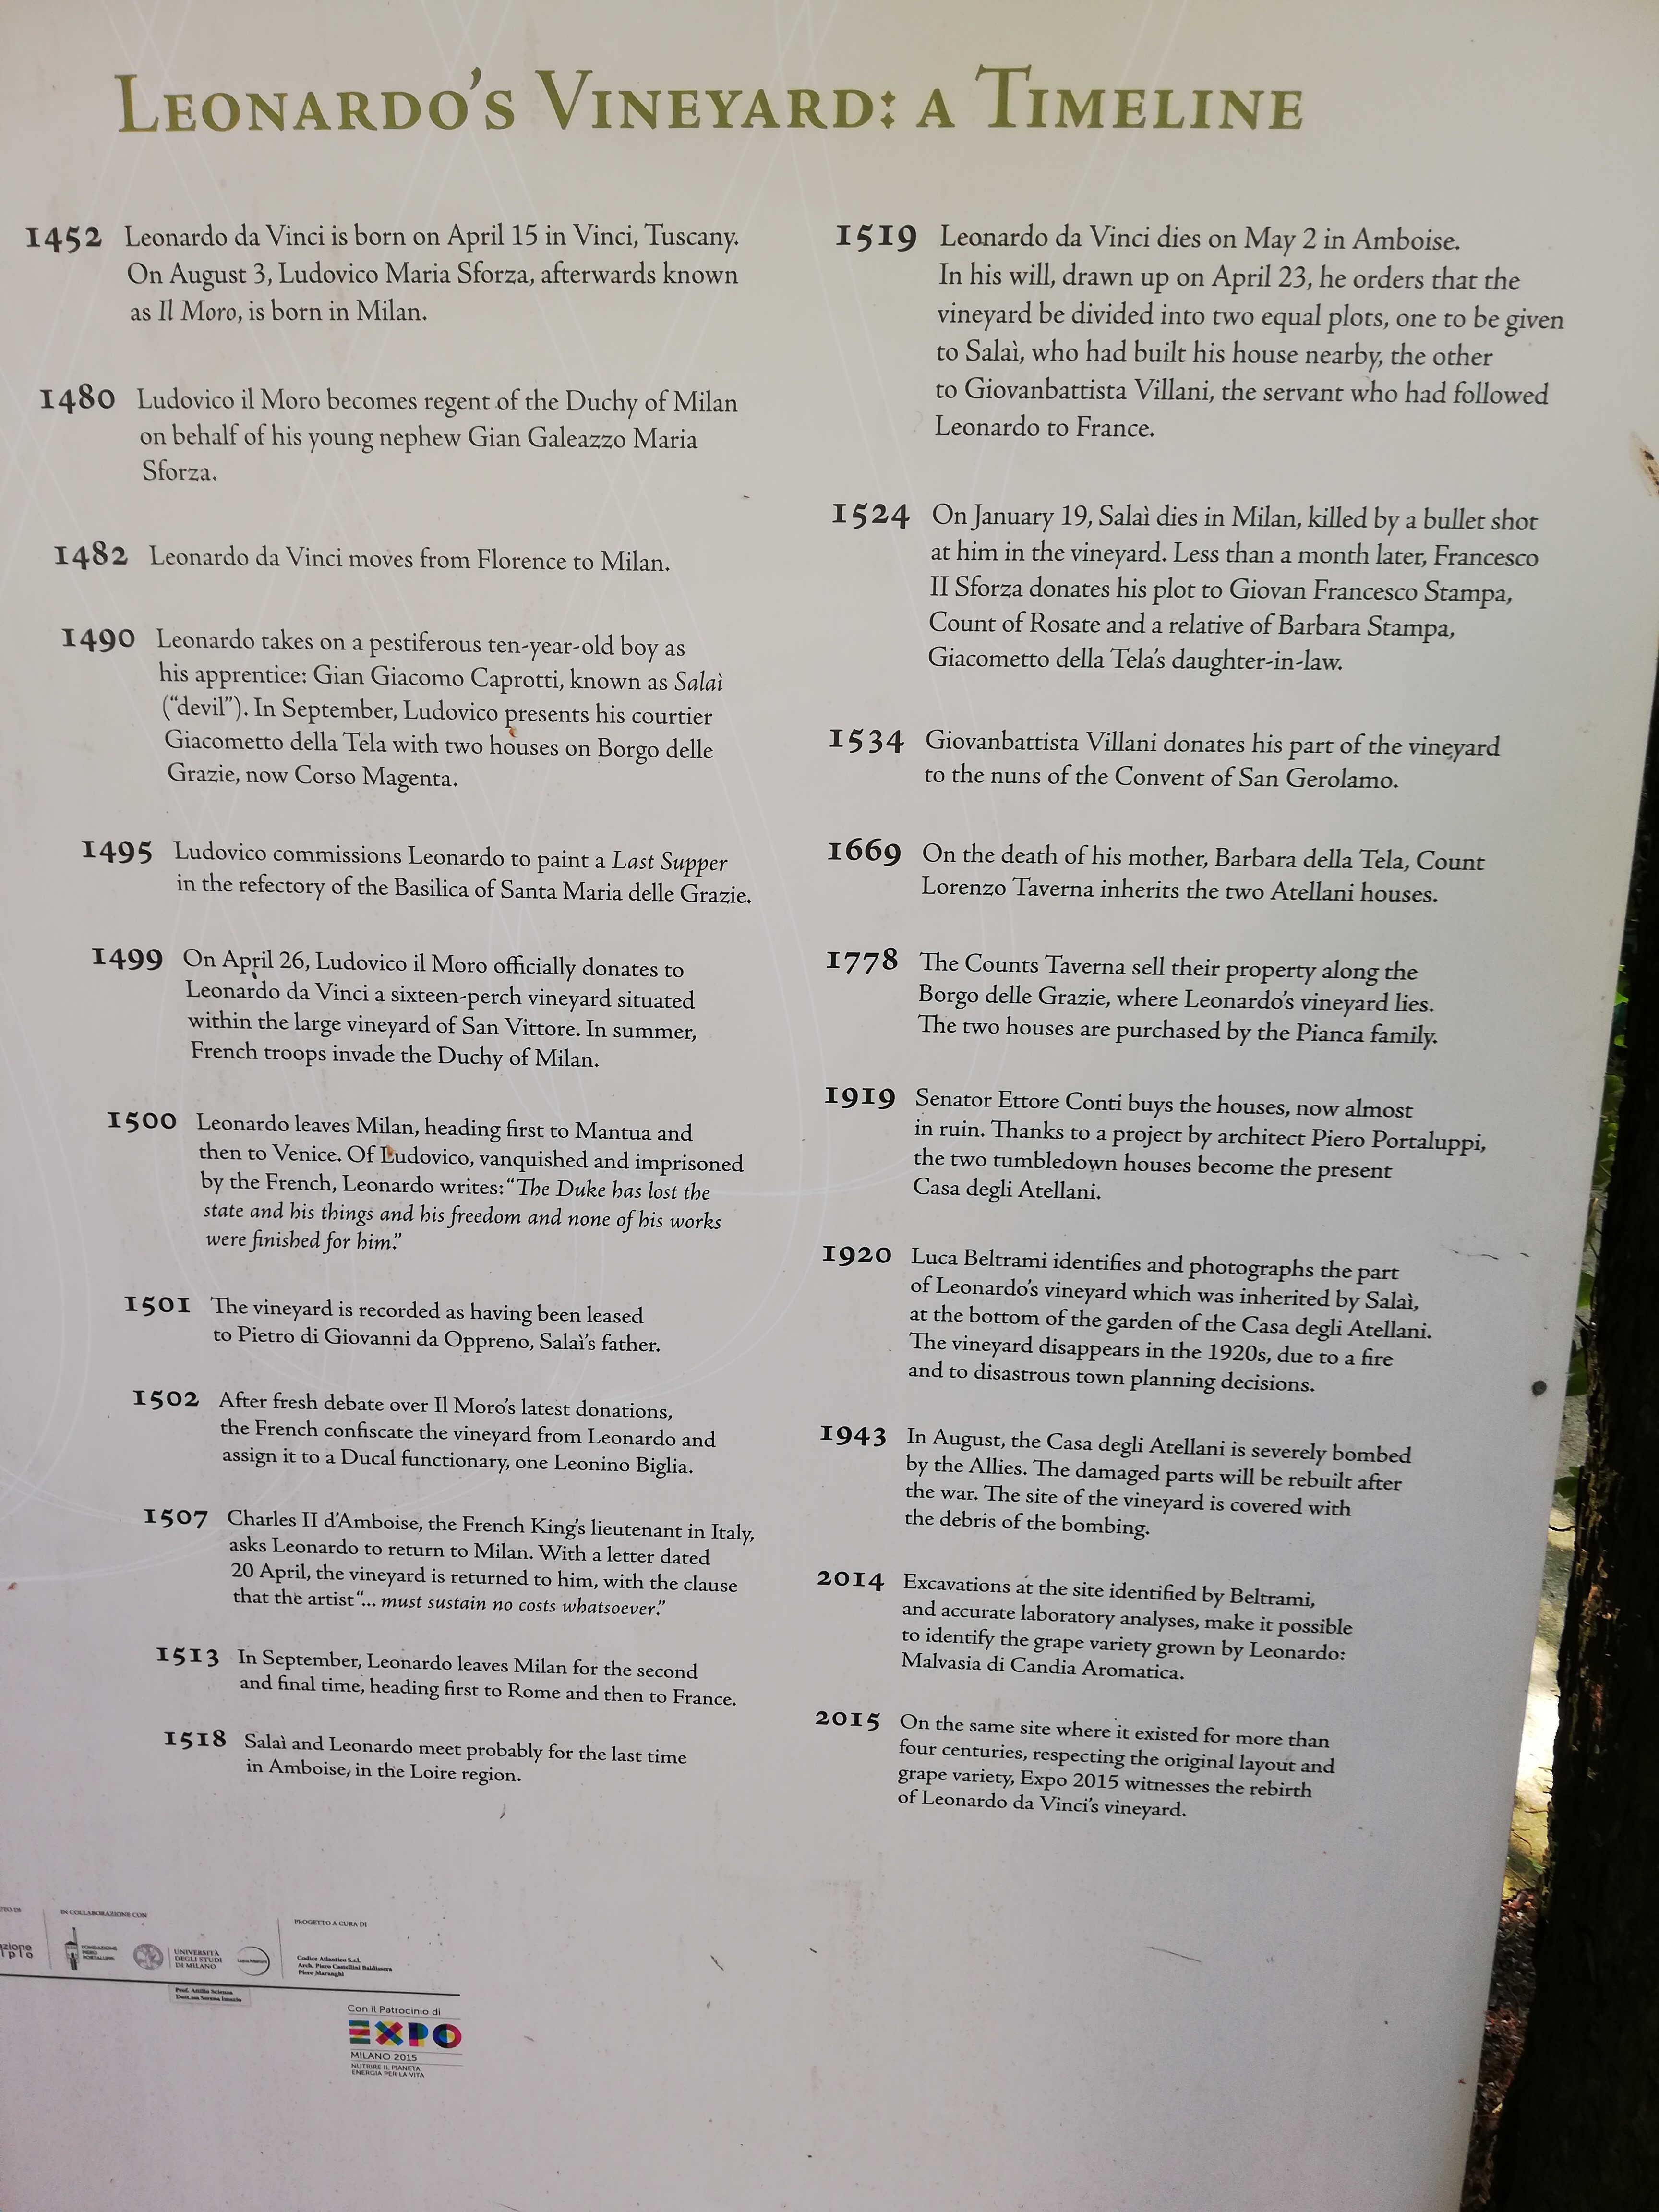 LEONARDO'S VINEYARD: A TIMELINE
1452 Leonardo da Vinci is born on April 15 in Vinci, Tuscany.
On August 3, Ludovico Maria Sforza, afterwards known
as Il Moro, is born in Milan.
1480 Ludovico il Moro becomes regent of the Duchy of Milan
on behalf of his young nephew Gian Galeazzo Maria
Sforza.
1482 Leonardo da Vinci moves from Florence to Milan.
1490 Leonardo takes on a pestiferous ten-year-old boy as
his apprentice: Gian Giacomo Caprotti, known as Salaì
("devil"). In September, Ludovico presents his courtier
Giacometto della Tela with two houses on Borgo delle
Grazie, now Corso Magenta.
1495 Ludovico commissions Leonardo to paint a Last Supper
in the refectory of the Basilica of Santa Maria delle Grazie.
1499 On April 26, Ludovico il Moro officially donates to
Leonardo da Vinci a sixteen-perch vineyard situated
within the large vineyard of San Vittore. In summer,
French troops invade the Duchy of Milan.
1500 Leonardo leaves Milan, heading first to Mantua and
then to Venice. Of Ludovico, vanquished and imprisoned
by the French, Leonardo writes: "The Duke has lost the
state and his things and his freedom and none of his works
were finished for him."
1501 The vineyard is recorded as having been leased
to Pietro di Giovanni da Oppreno, Salaì's father.
1502 After fresh debate over Il Moro's latest donations,
the French confiscate the vineyard from Leonardo and
assign it to a Ducal functionary, one Leonino Biglia.
1507 Charles II d'Amboise, the French King's lieutenant in Italy,
asks Leonardo to return to Milan. With a letter dated
20 April, the vineyard is returned to him, with the clause
that the artist "... must sustain no costs whatsoever."
1513 In September, Leonardo leaves Milan for the second
and final time, heading first to Rome and then to France.
1518 Salaì and Leonardo meet probably for the last time
in Amboise, in the Loire region.
1519 Leonardo da Vinci dies on May 2 in Amboise.
In his will, drawn up on April 23, he orders that the
vineyard be divided into two equal plots, one to be given
to Salaì, who had built his house nearby, the other
to Giovanbattista Villani, the servant who had followed
Leonardo to France.
1524 On January 19, Salaì dies in Milan, killed by a bullet shot
at him in the vineyard. Less than a month later, Francesco
II Sforza donates his plot to Giovan Francesco Stampa,
Count of Rosate and a relative of Barbara Stampa,
Giacometto della Tela's daughter-in-law.
1534 Giovanbattista Villani donates his part of the vineyard
to the nuns of the Convent of San Gerolamo.
1669 On the death of his mother, Barbara della Tela, Count
Lorenzo Taverna inherits the two Atellani houses.
1778 The Counts Taverna sell their property along the
Borgo delle Grazie, where Leonardo's vineyard lies.
The two houses are purchased by the Pianca family.
1919 Senator Ettore Conti buys the houses, now almost
in ruin. Thanks to a project by architect Piero Portaluppi,
the two tumbledown houses become the present
Casa degli Atellani.
1920 Luca Beltrami identifies and photographs the part
of Leonardo's vineyard which was inherited by Salaì,
at the bottom of the garden of the Casa degli Atellani.
The vineyard disappears in the 1920s, due to a fire
and to disastrous town planning decisions.
1943 In August, the Casa degli Atellani is severely bombed
by the Allies. The damaged parts will be rebuilt after
the war. The site of the vineyard is covered with
the debris of the bombing.
2014 Excavations at the site identified by Beltrami,
and accurate laboratory analyses, make it possible
to identify the grape variety grown by Leonardo:
Malvasia di Candia Aromatica.
2015 On the same site where it existed for more than
four centuries, respecting the original layout and
grape variety, Expo 2015 witnesses the rebirth
of Leonardo da Vinci's vineyard.
IN COLLABORAZIONE CON
FONDAZIONE
PIERO
PORTALUPPI
UNIVERSITÀ
DEGLI STUDI
DI MILANO
PROGETTO A CURA DI
Codice Atlantico S.r.l.
Arch. Piero Castellini Baldissera
Piero Maranghi
Prof. Attilio Scienza
Dott.ssa Serena Imazio
Con il Patrocinio di
EXPO
MILANO 2015
NUTRIRE IL PIANETA
ENERGIA PER LA VITA